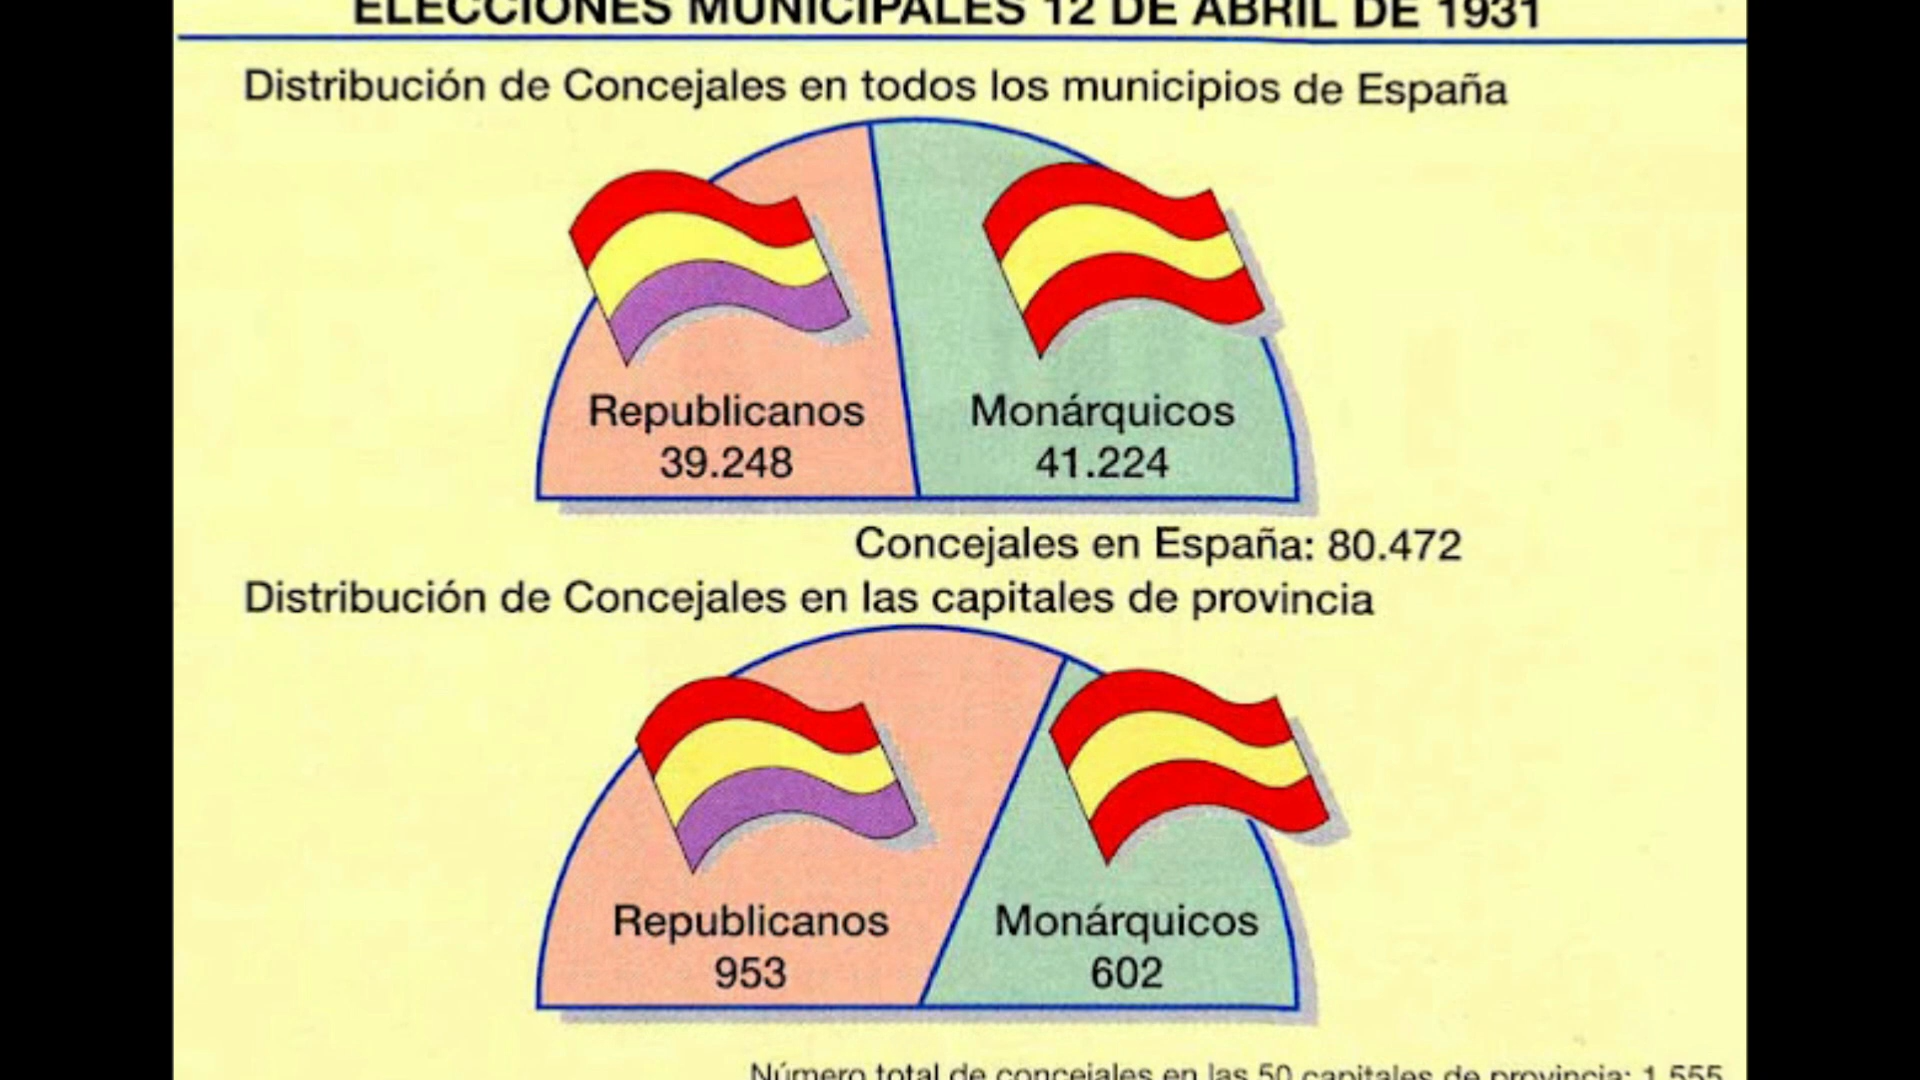 ELECCIONES MUNICIPALES 12 DE ABRIL DE 1931
Distribución de Concejales en todos los municipios de España
Republicanos
39.248
Monárquicos
41.224
Concejales en España: 80.472
Distribución de Concejales en las capitales de provincia
Republicanos
953
Monárquicos
602
Número total de concejales en las 50 capitales de provincia: 1.555